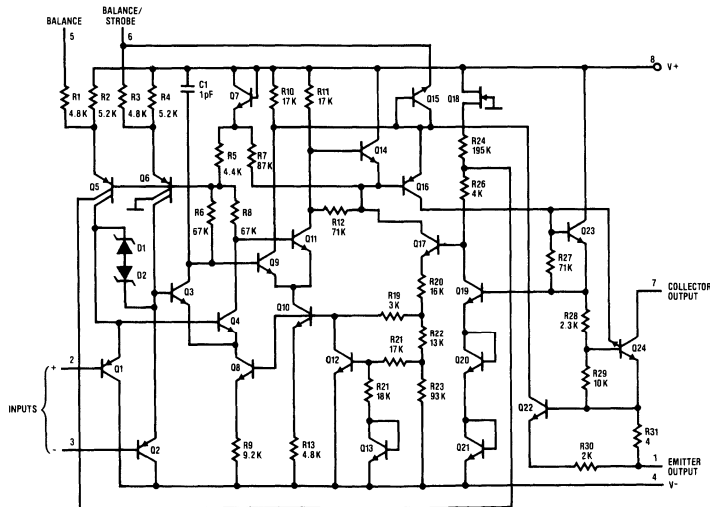 BALANCE
BALANCE/
STROBE
5
6
8
V+
R1
4.8K
R2
5.2K
R3
4.8K
R4
5.2K
C1
1pF
Q7
R10
17K
R11
17K
Q15
Q18
R24
195K
Q14
R5
4.4K
R7
87K
Q5
Q6
R26
4K
Q16
R6
67K
R8
67K
R12
71K
Q11
Q17
Q23
D1
D2
R27
71K
Q9
Q3
R20
16K
Q19
7
COLLECTOR
OUTPUT
Q10
R19
3K
R28
2.3K
Q4
R22
13K
Q24
Q12
R21
17K
Q20
2
+
Q1
Q8
R29
10K
R21
18K
R23
93K
Q22
INPUTS
R31
4
3
-
Q2
R9
9.2K
R13
4.8K
Q13
Q21
R30
2K
1
EMITTER
OUTPUT
4
V-